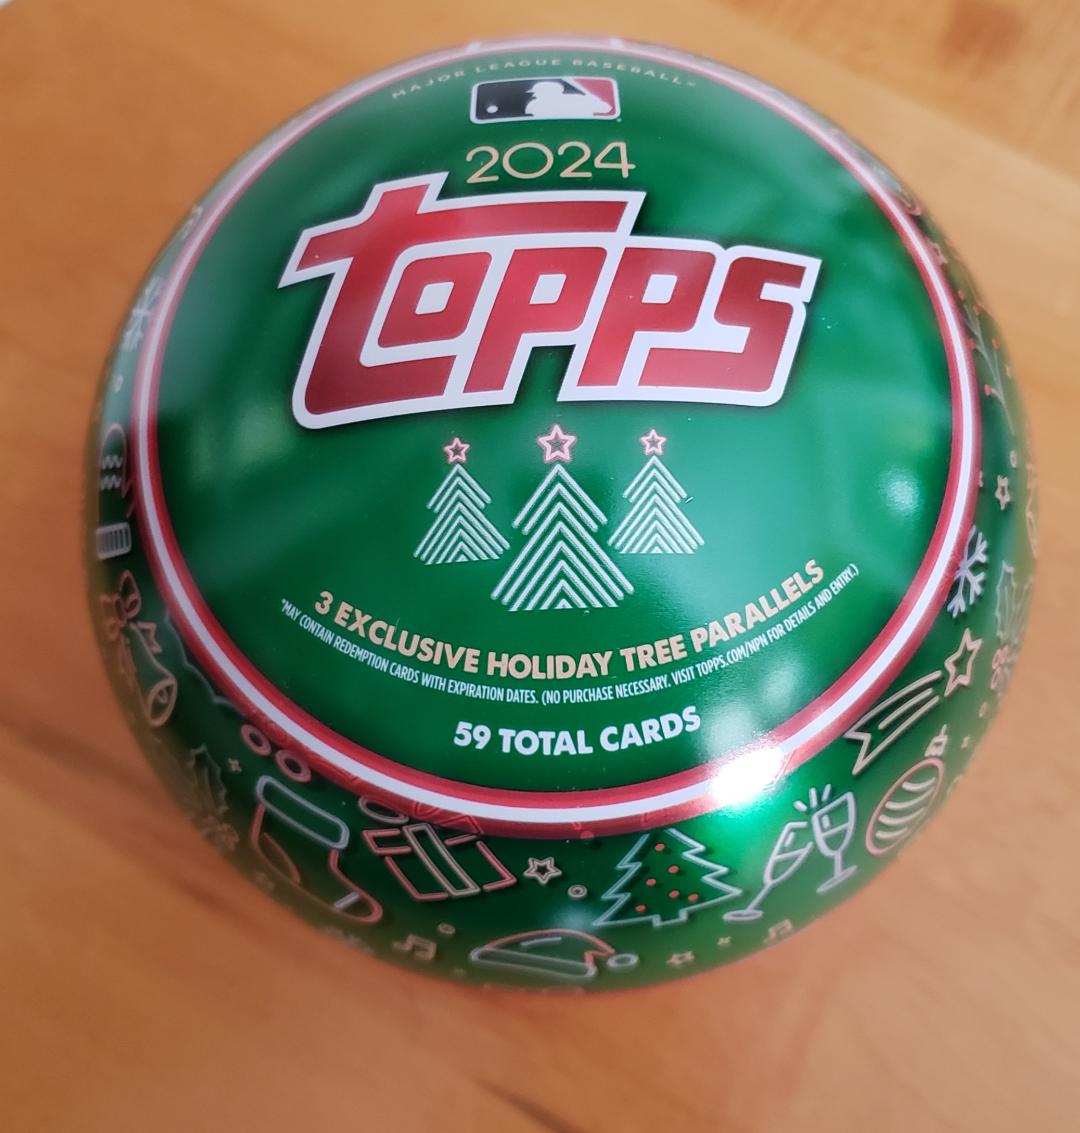 MAJOR LEAGUE BASEBALL™
2024
topps
3 EXCLUSIVE HOLIDAY TREE PARALLELS
*MAY CONTAIN REDEMPTION CARDS WITH EXPIRATION DATES. (NO PURCHASE NECESSARY. VISIT TOPPS.COM/NPN FOR DETAILS AND ENTRY.)
59 TOTAL CARDS